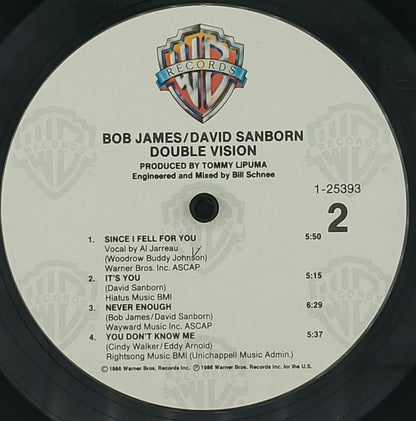 WB
RECORDS
BOB JAMES/DAVID SANBORN
DOUBLE VISION
PRODUCED BY TOMMY LiPUMA
Engineered and Mixed by Bill Schnee
1-25393
2
1. SINCE I FELL FOR YOU 5:50
Vocal by Al Jarreau
(Woodrow Buddy Johnson)
Warner Bros. Inc. ASCAP
2. IT'S YOU 5:15
(David Sanborn)
Hiatus Music BMI
3. NEVER ENOUGH 6:29
(Bob James/David Sanborn)
Wayward Music Inc. ASCAP
4. YOU DON'T KNOW ME 5:37
(Cindy Walker/Eddy Arnold)
Rightsong Music BMI (Unichappell Music Admin.)
© 1986 Warner Bros. Records Inc. ℗ 1986 Warner Bros. Records Inc. for the U.S.